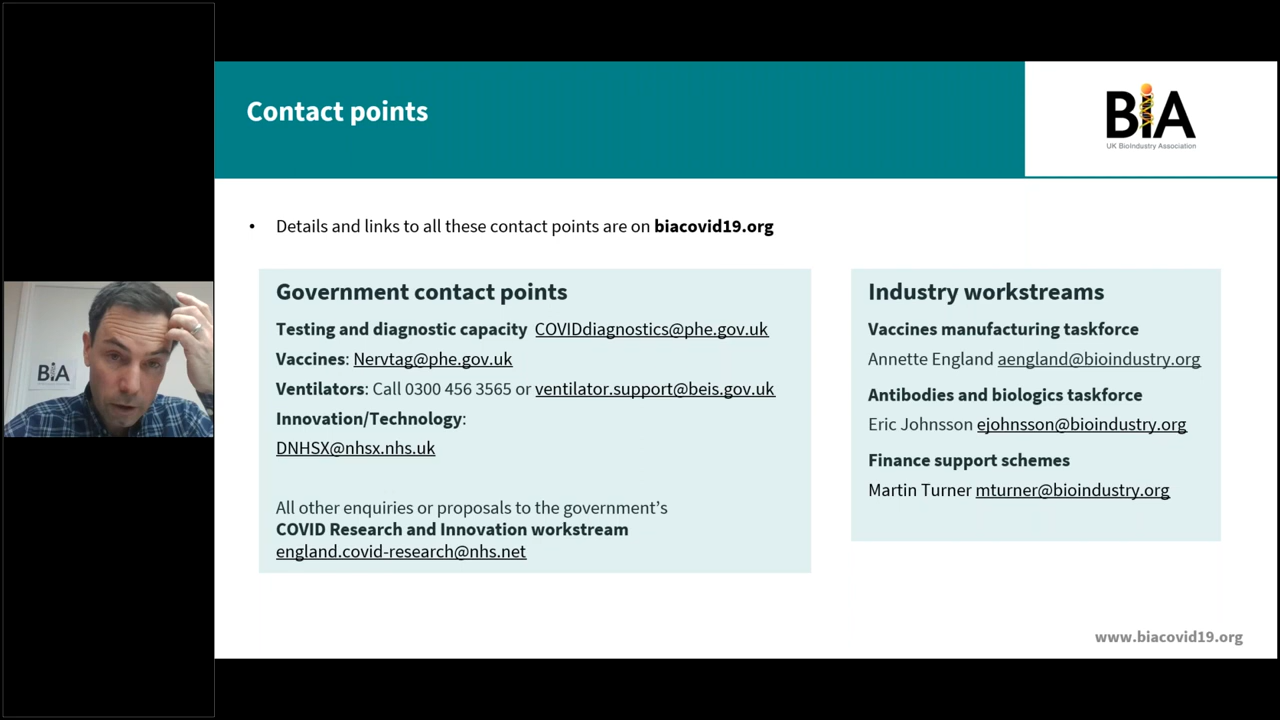 Contact points
BiA
UK BioIndustry Association
• Details and links to all these contact points are on biacovid19.org
Government contact points
Testing and diagnostic capacity COVIDdiagnostics@phe.gov.uk
Vaccines: Nervtag@phe.gov.uk
Ventilators: Call 0300 456 3565 or ventilator.support@beis.gov.uk
Innovation/Technology:
DNHSX@nhsx.nhs.uk
All other enquiries or proposals to the government’s
COVID Research and Innovation workstream
england.covid-research@nhs.net
Industry workstreams
Vaccines manufacturing taskforce
Annette England aengland@bioindustry.org
Antibodies and biologics taskforce
Eric Johnsson ejohnsson@bioindustry.org
Finance support schemes
Martin Turner mturner@bioindustry.org
www.biacovid19.org
BiA